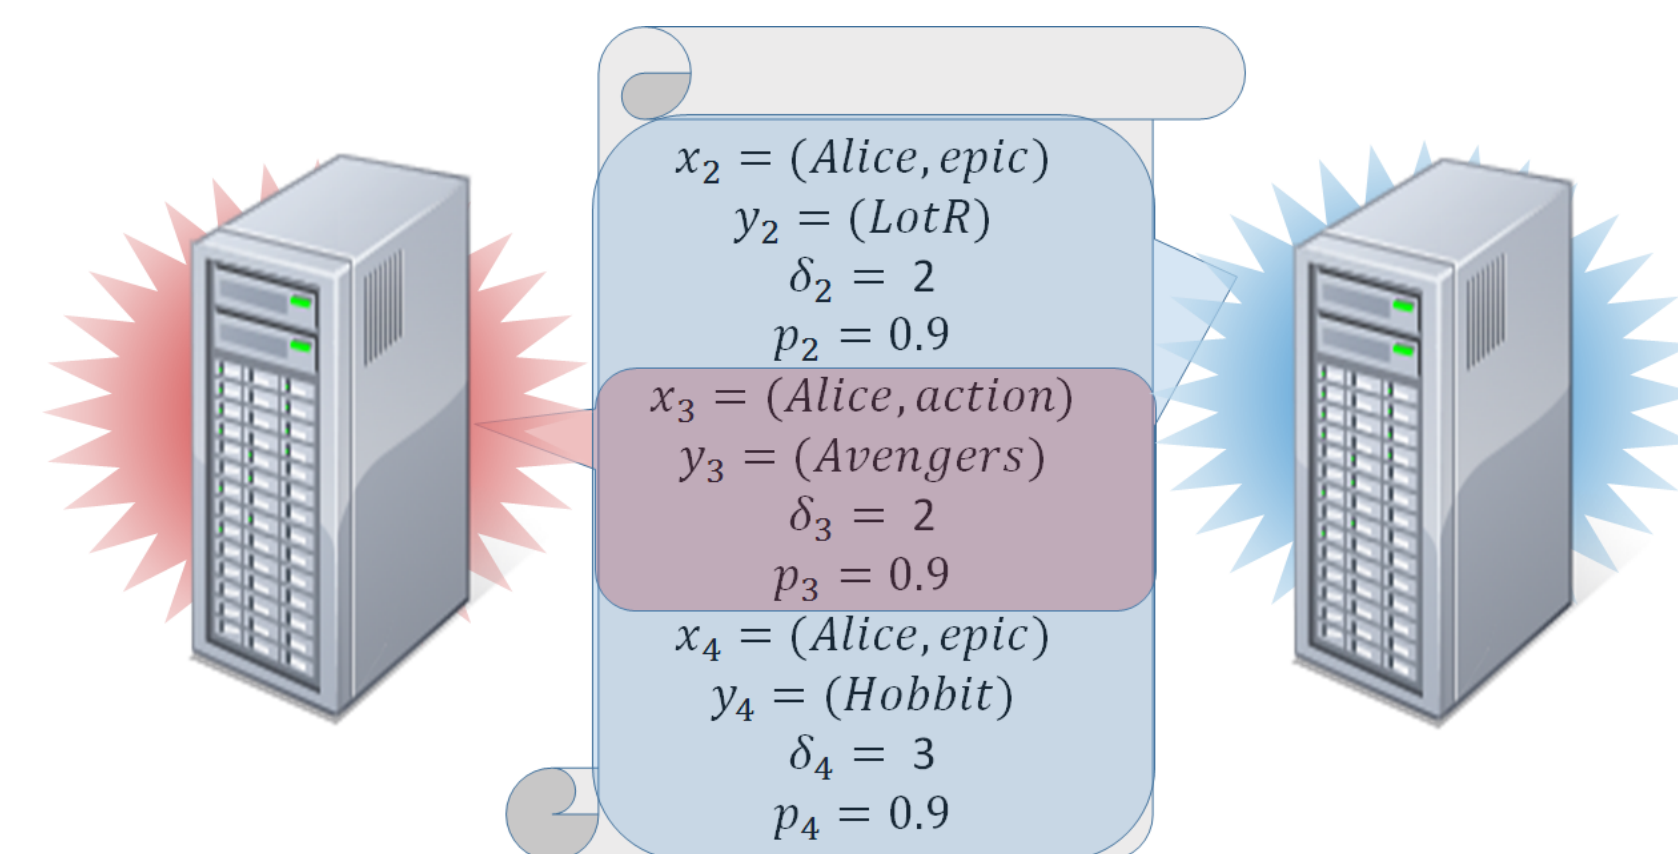 x₂ = (Alice, epic)
y₂ = (LotR)
δ₂ = 2
p₂ = 0.9
x₃ = (Alice, action)
y₃ = (Avengers)
δ₃ = 2
p₃ = 0.9
x₄ = (Alice, epic)
y₄ = (Hobbit)
δ₄ = 3
p₄ = 0.9